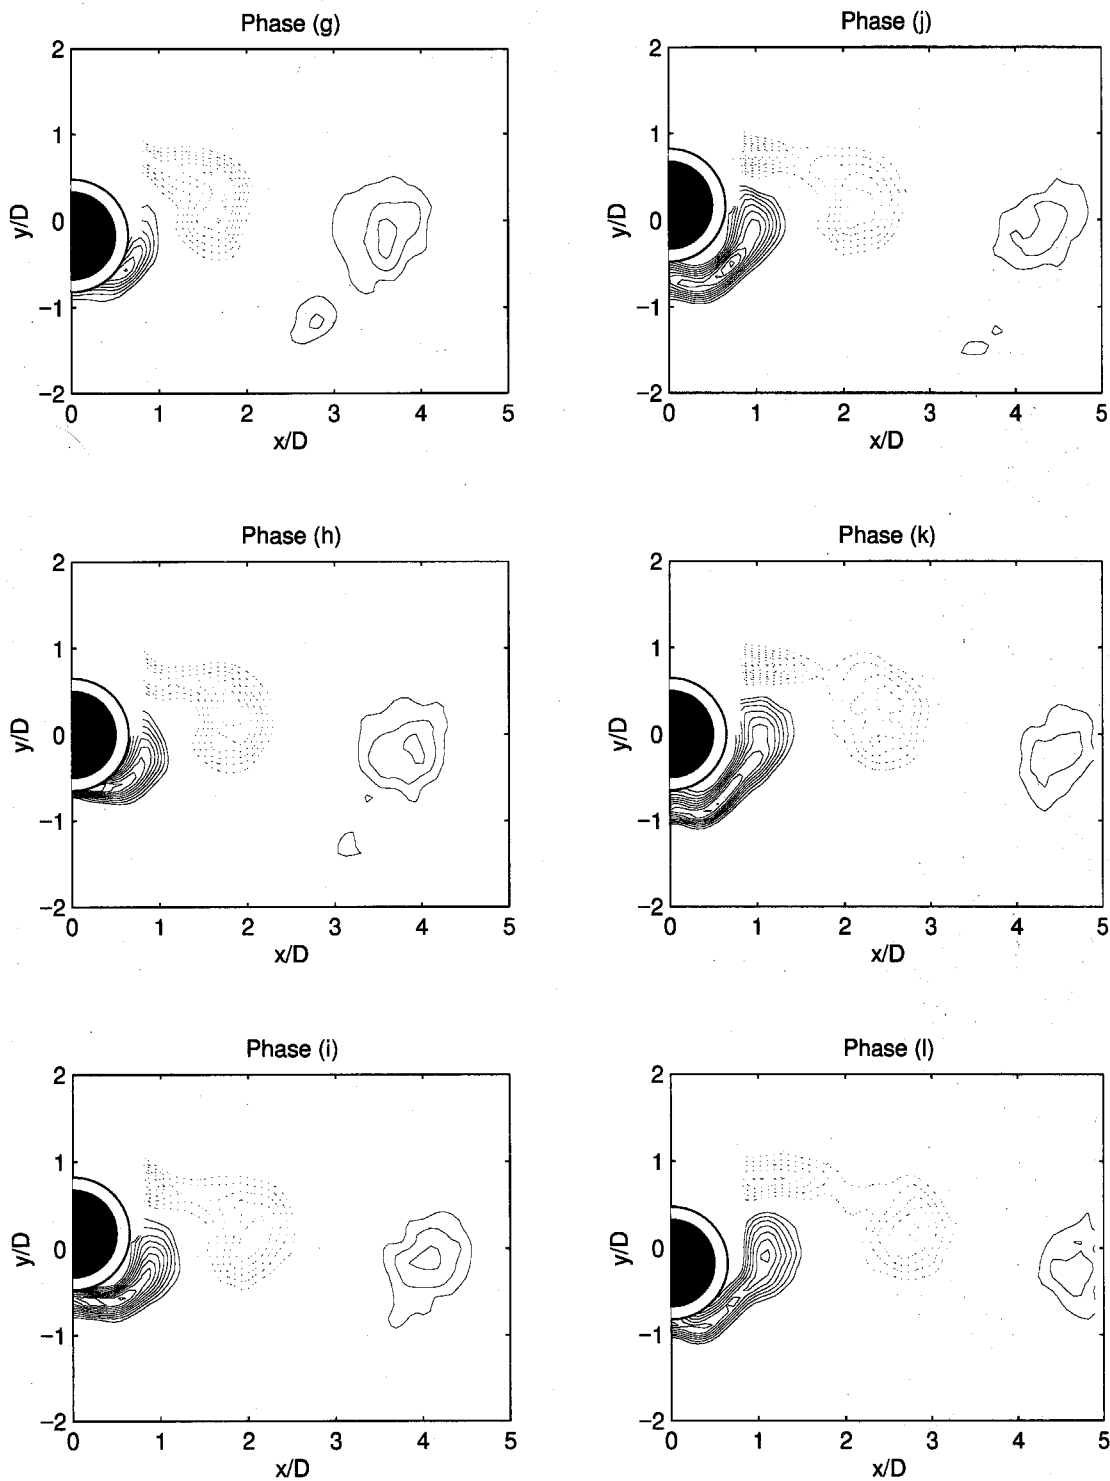 Phase (g)
2
1
0
−1
−2
y/D
0 1 2 3 4 5
x/D
Phase (j)
2
1
0
−1
−2
y/D
0 1 2 3 4 5
x/D
Phase (h)
2
1
0
−1
−2
y/D
0 1 2 3 4 5
x/D
Phase (k)
2
1
0
−1
−2
y/D
0 1 2 3 4 5
x/D
Phase (i)
2
1
0
−1
−2
y/D
0 1 2 3 4 5
x/D
Phase (l)
2
1
0
−1
−2
y/D
0 1 2 3 4 5
x/D